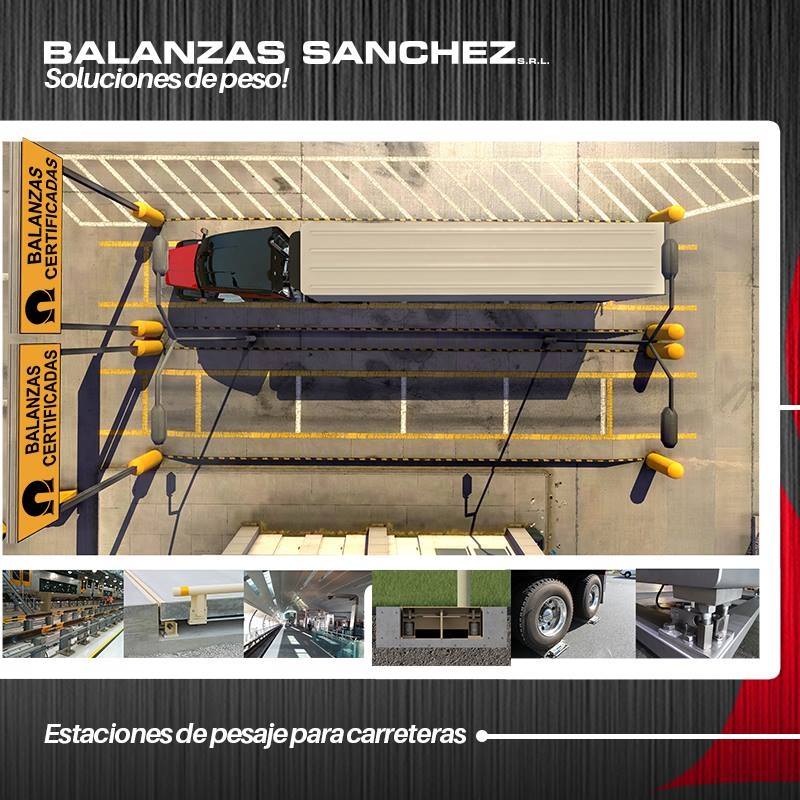 BALANZAS SANCHEZ S.R.L.
Soluciones de peso!
BALANZAS
CERTIFICADAS
BALANZAS
CERTIFICADAS
Estaciones de pesaje para carreteras